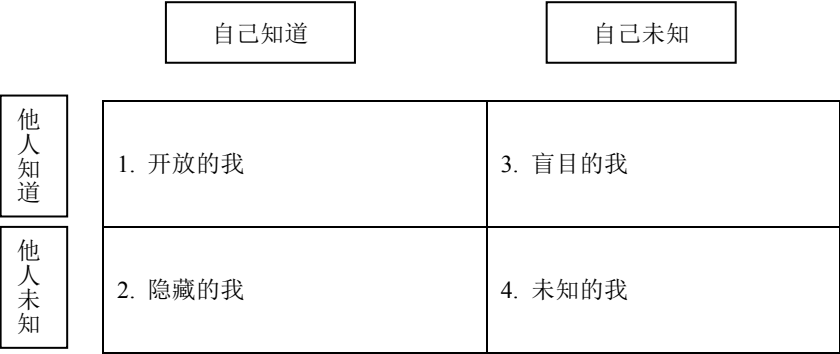 自己知道
自己未知
他人知道
1. 开放的我
3. 盲目的我
他人未知
2. 隐藏的我
4. 未知的我